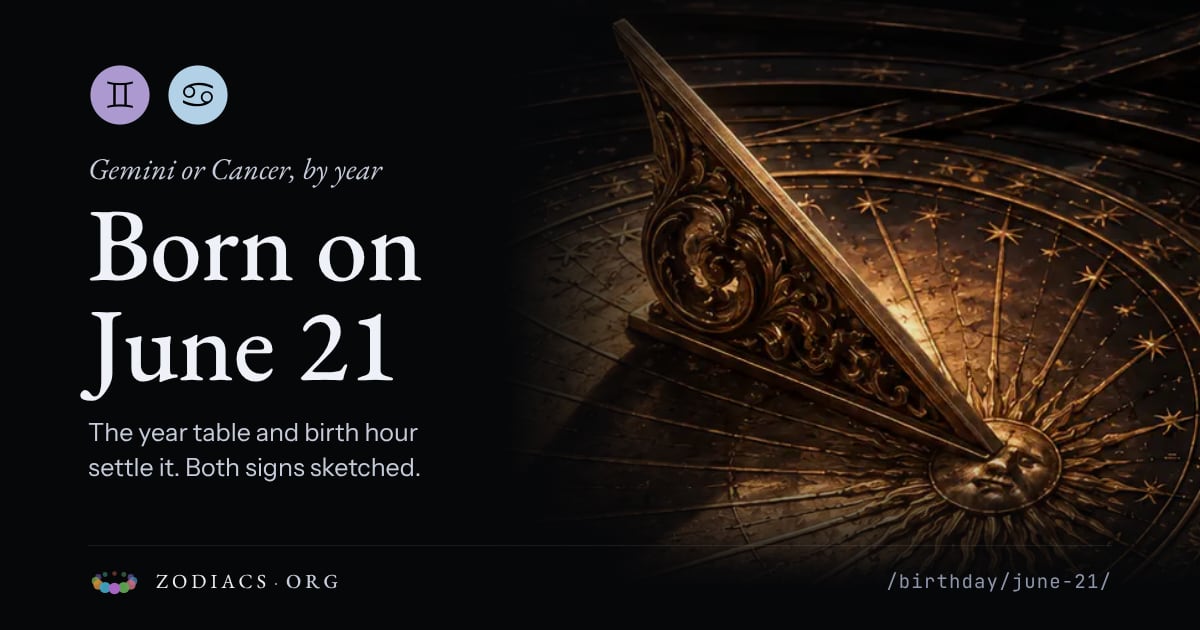 ♊ ♋
Gemini or Cancer, by year
Born on
June 21
The year table and birth hour
settle it. Both signs sketched.
ZODIACS·ORG
/birthday/june-21/